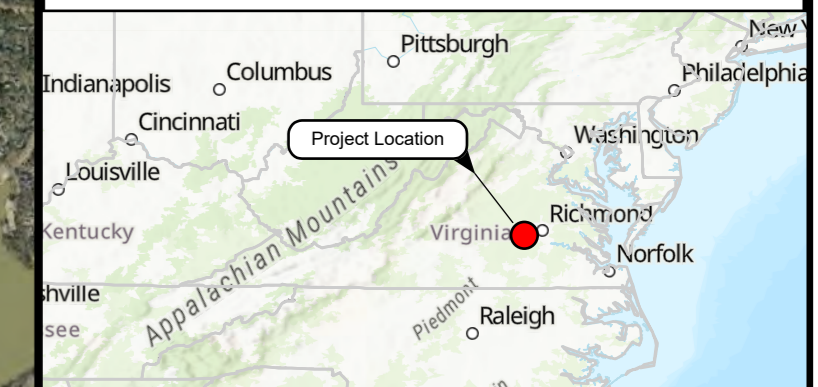 New Y
Pittsburgh
Columbus
Philadelphia
Indianapolis
Cincinnati
Project Location
Washington
Louisville
Richmond
Kentucky
Virginia
Norfolk
Appalachian Mountains
shville
Piedmont
Raleigh
see
in